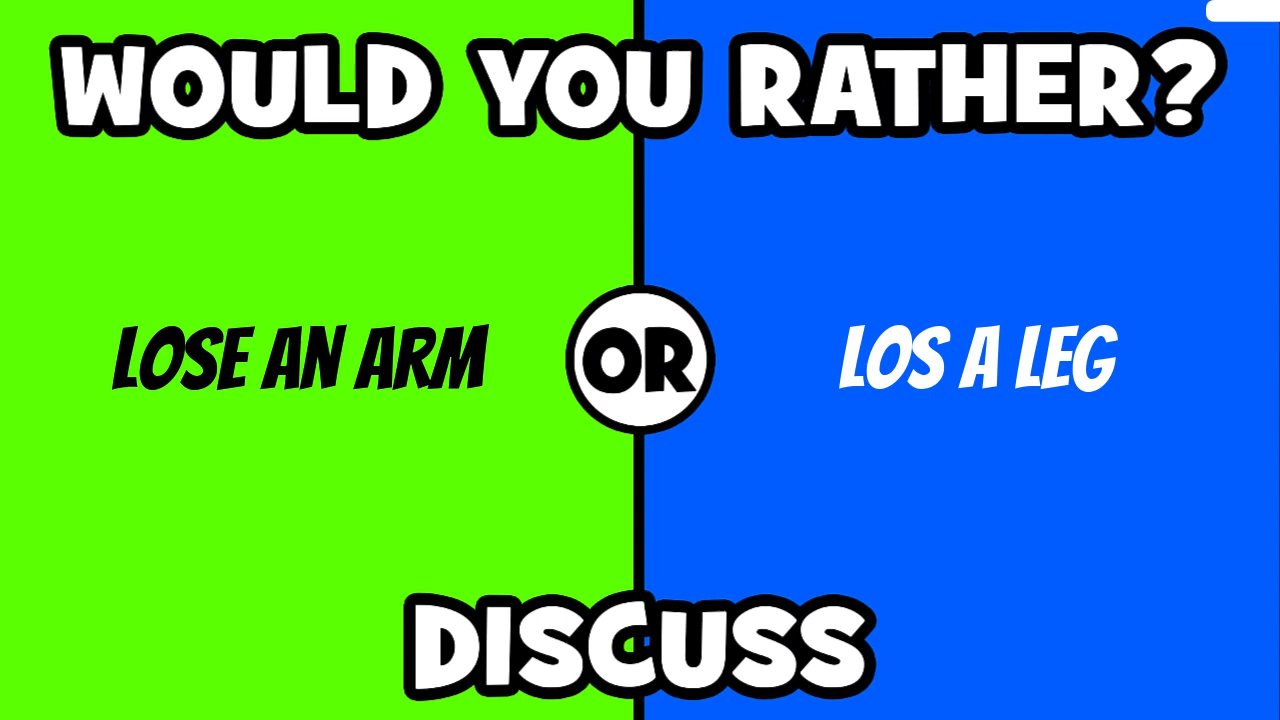 WOULD YOU RATHER?
LOSE AN ARM
OR
LOS A LEG
DISCUSS